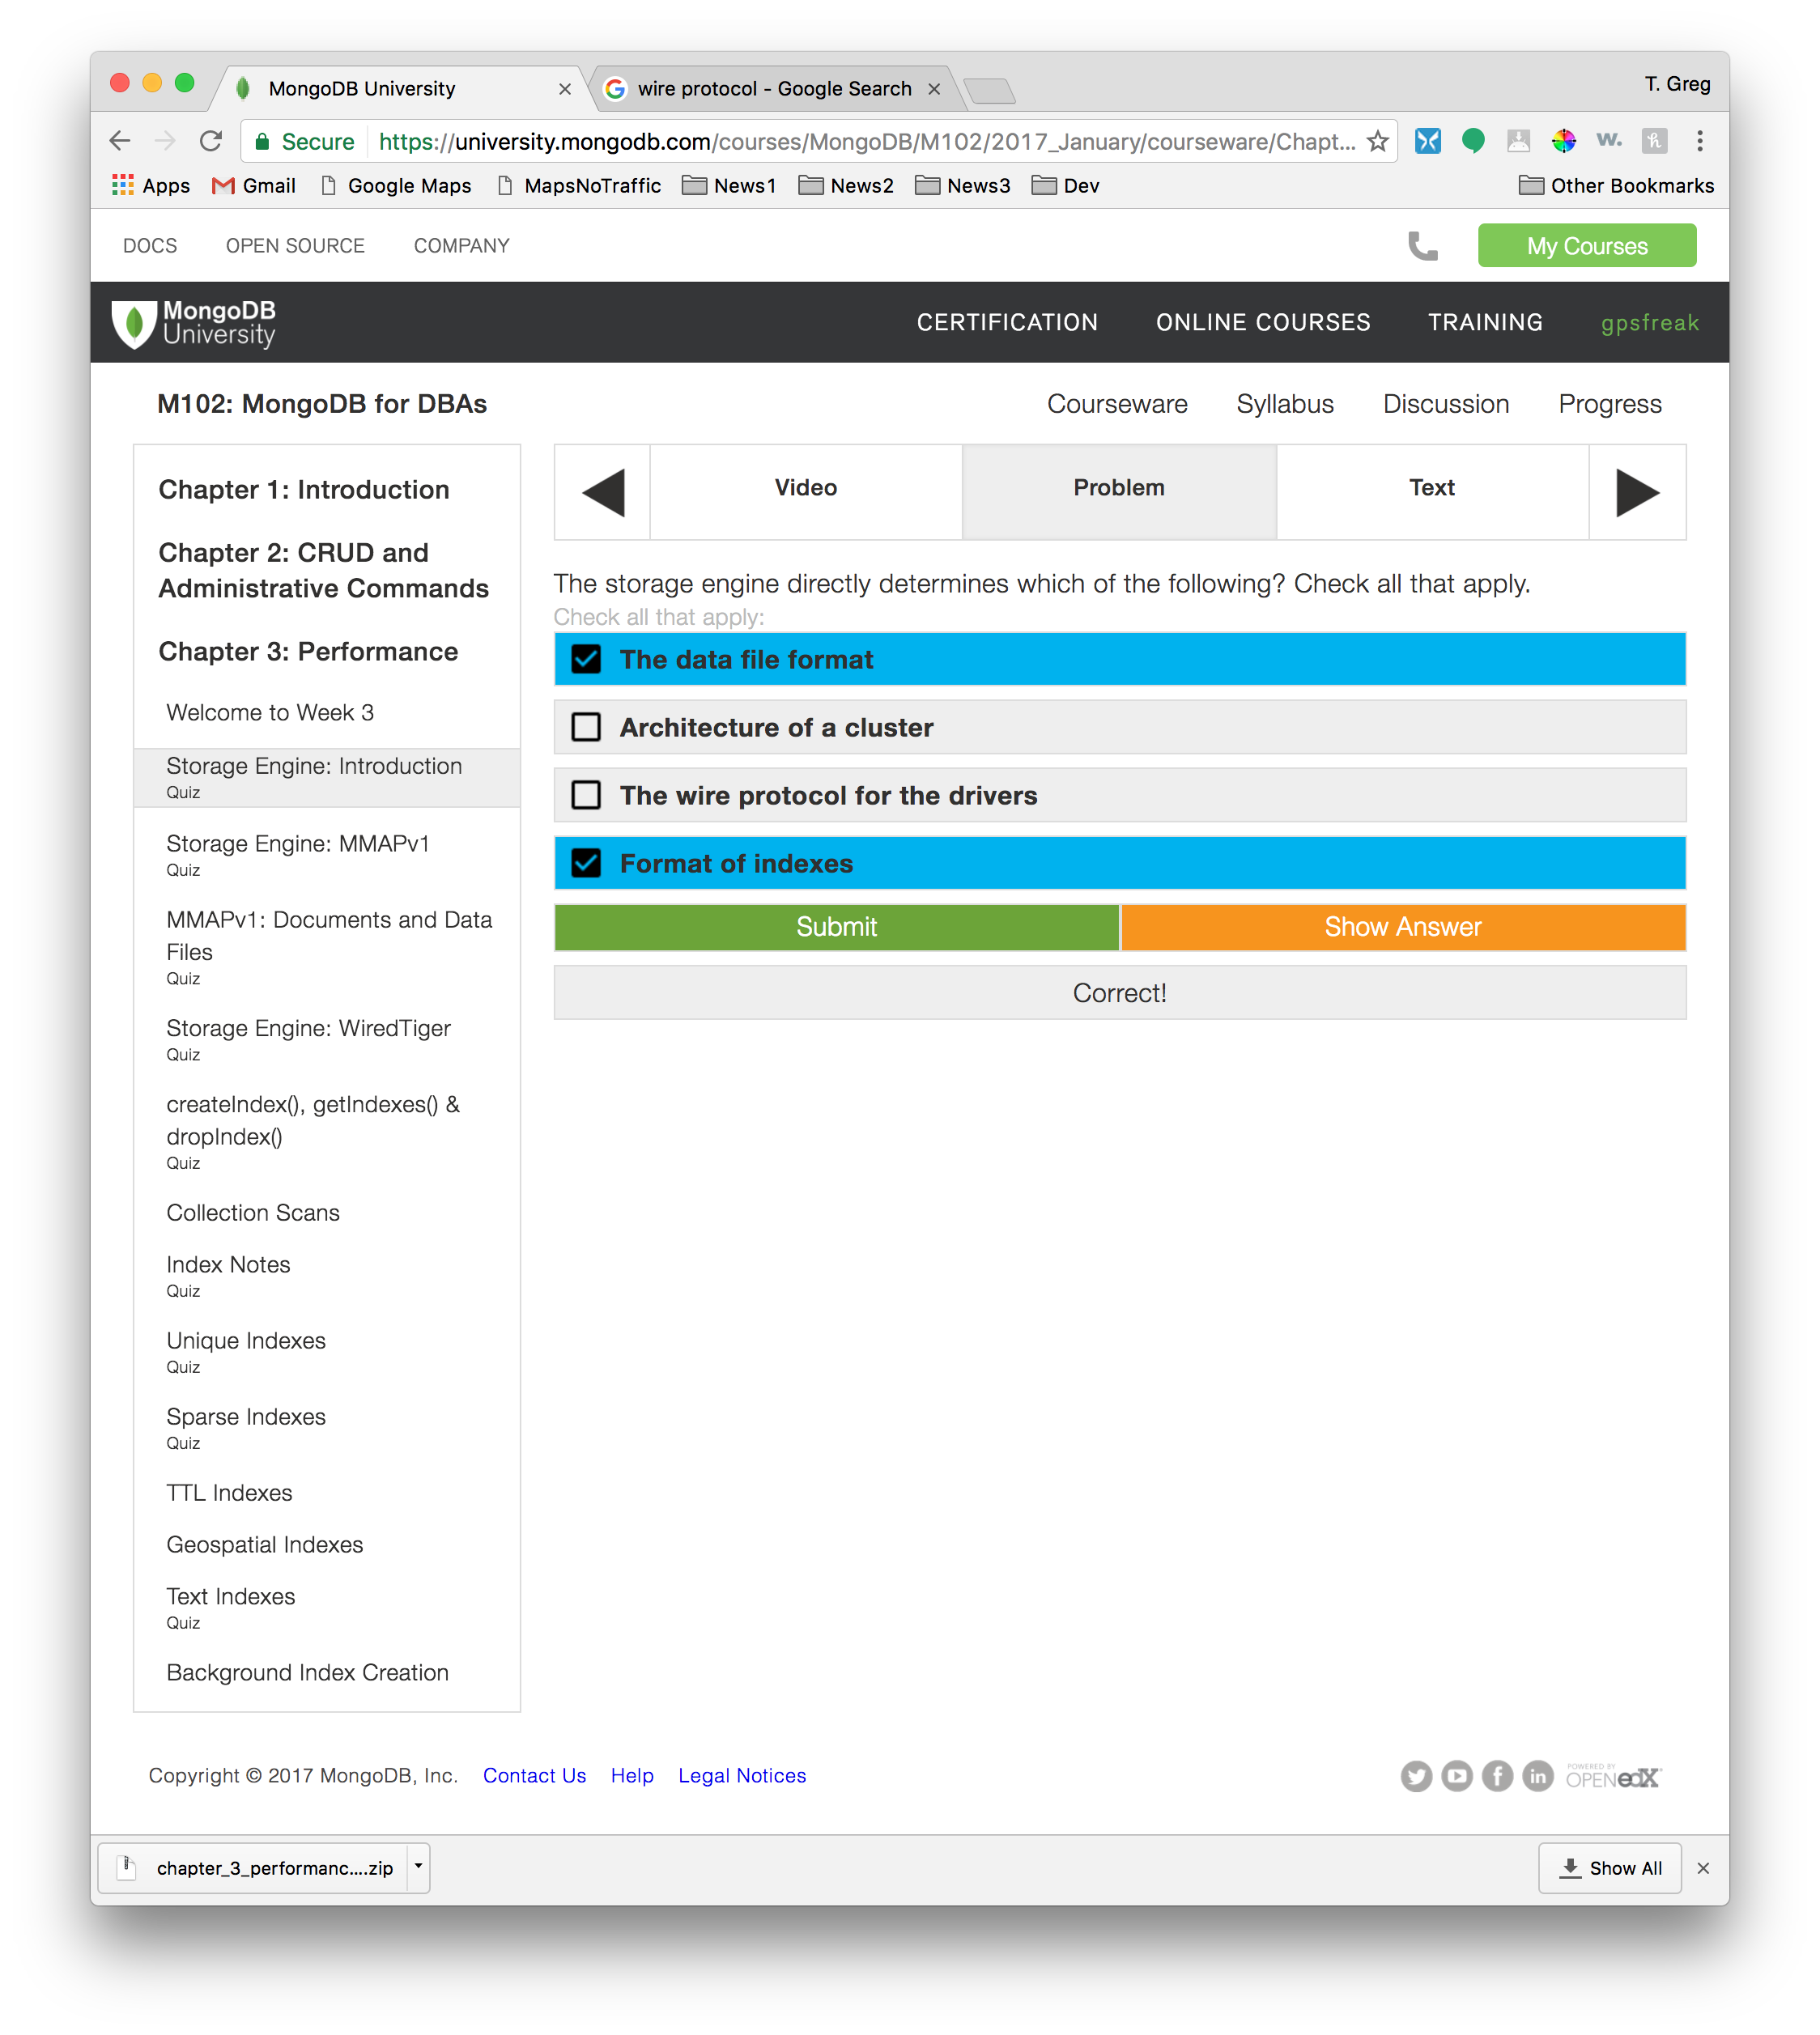 MongoDB University
wire protocol - Google Search
T. Greg
Secure
https://university.mongodb.com/courses/MongoDB/M102/2017_January/courseware/Chapt...
w.
h
Apps
Gmail
Google Maps
MapsNoTraffic
News1
News2
News3
Dev
Other Bookmarks
DOCS
OPEN SOURCE
COMPANY
My Courses
MongoDB
University
CERTIFICATION
ONLINE COURSES
TRAINING
gpsfreak
M102: MongoDB for DBAs
Courseware
Syllabus
Discussion
Progress
Chapter 1: Introduction
Chapter 2: CRUD and
Administrative Commands
Chapter 3: Performance
Welcome to Week 3
Storage Engine: Introduction
Quiz
Storage Engine: MMAPv1
Quiz
MMAPv1: Documents and Data
Files
Quiz
Storage Engine: WiredTiger
Quiz
createIndex(), getIndexes() &
dropIndex()
Quiz
Collection Scans
Index Notes
Quiz
Unique Indexes
Quiz
Sparse Indexes
Quiz
TTL Indexes
Geospatial Indexes
Text Indexes
Quiz
Background Index Creation
Video
Problem
Text
The storage engine directly determines which of the following? Check all that apply.
Check all that apply:
The data file format
Architecture of a cluster
The wire protocol for the drivers
Format of indexes
Submit
Show Answer
Correct!
Copyright © 2017 MongoDB, Inc.
Contact Us
Help
Legal Notices
POWERED BY
OPEN edX
chapter_3_performanc....zip
Show All